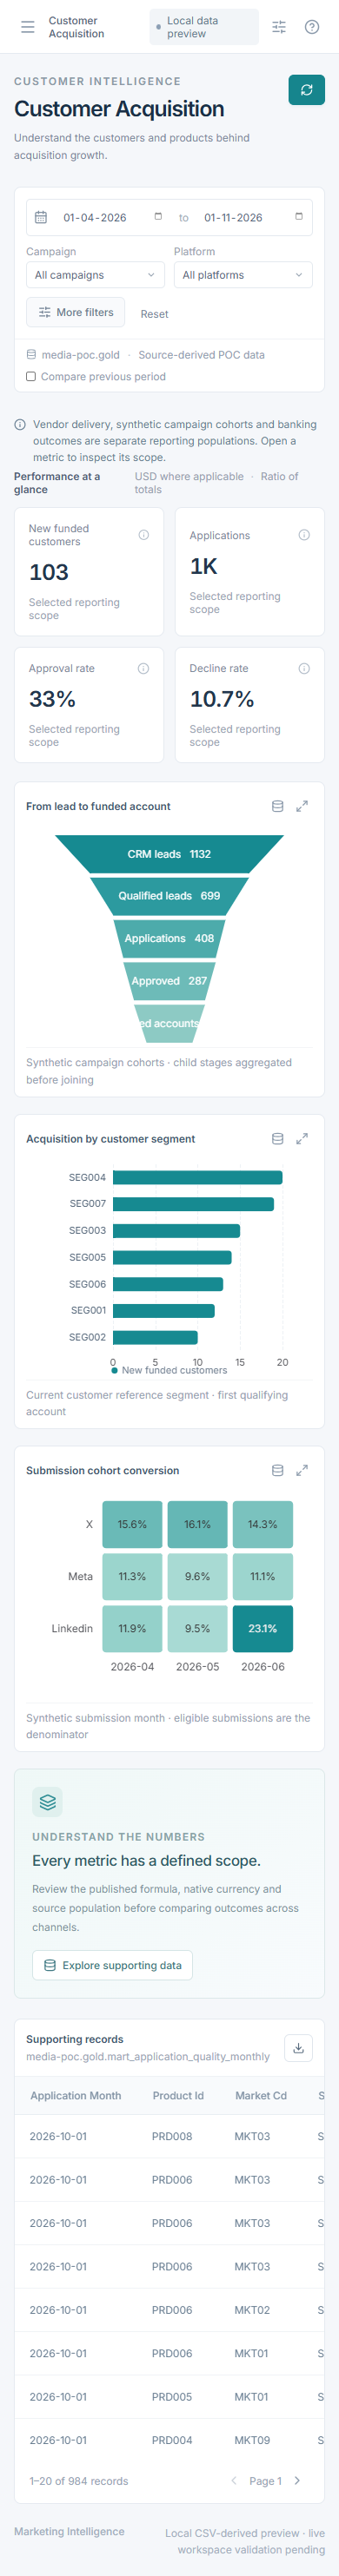 Customer
Acquisition
Local data
preview
CUSTOMER INTELLIGENCE
Customer Acquisition
Understand the customers and products behind
acquisition growth.
01-04-2026 to 01-11-2026
Campaign Platform
All campaigns All platforms
More filters Reset
media-poc.gold · Source-derived POC data
Compare previous period
Vendor delivery, synthetic campaign cohorts and banking
outcomes are separate reporting populations. Open a
metric to inspect its scope.
Performance at a
glance
USD where applicable · Ratio of
totals
New funded
customers
103
Selected reporting
scope
Applications
1K
Selected reporting
scope
Approval rate
33%
Selected reporting
scope
Decline rate
10.7%
Selected reporting
scope
From lead to funded account
CRM leads 1132
Qualified leads 699
Applications 408
Approved 287
ed accounts
Synthetic campaign cohorts · child stages aggregated
before joining
Acquisition by customer segment
SEG004
SEG007
SEG003
SEG005
SEG006
SEG001
SEG002
0 5 10 15 20
New funded customers
Current customer reference segment · first qualifying
account
Submission cohort conversion
X 15.6% 16.1% 14.3%
Meta 11.3% 9.6% 11.1%
Linkedin 11.9% 9.5% 23.1%
2026-04 2026-05 2026-06
Synthetic submission month · eligible submissions are the
denominator
UNDERSTAND THE NUMBERS
Every metric has a defined scope.
Review the published formula, native currency and
source population before comparing outcomes across
channels.
Explore supporting data
Supporting records
media-poc.gold.mart_application_quality_monthly
Application Month Product Id Market Cd S
2026-10-01 PRD008 MKT03 S
2026-10-01 PRD006 MKT03 S
2026-10-01 PRD006 MKT03 S
2026-10-01 PRD006 MKT03 S
2026-10-01 PRD006 MKT02 S
2026-10-01 PRD006 MKT01 S
2026-10-01 PRD005 MKT01 S
2026-10-01 PRD004 MKT09 S
1–20 of 984 records Page 1
Marketing Intelligence
Local CSV-derived preview · live
workspace validation pending